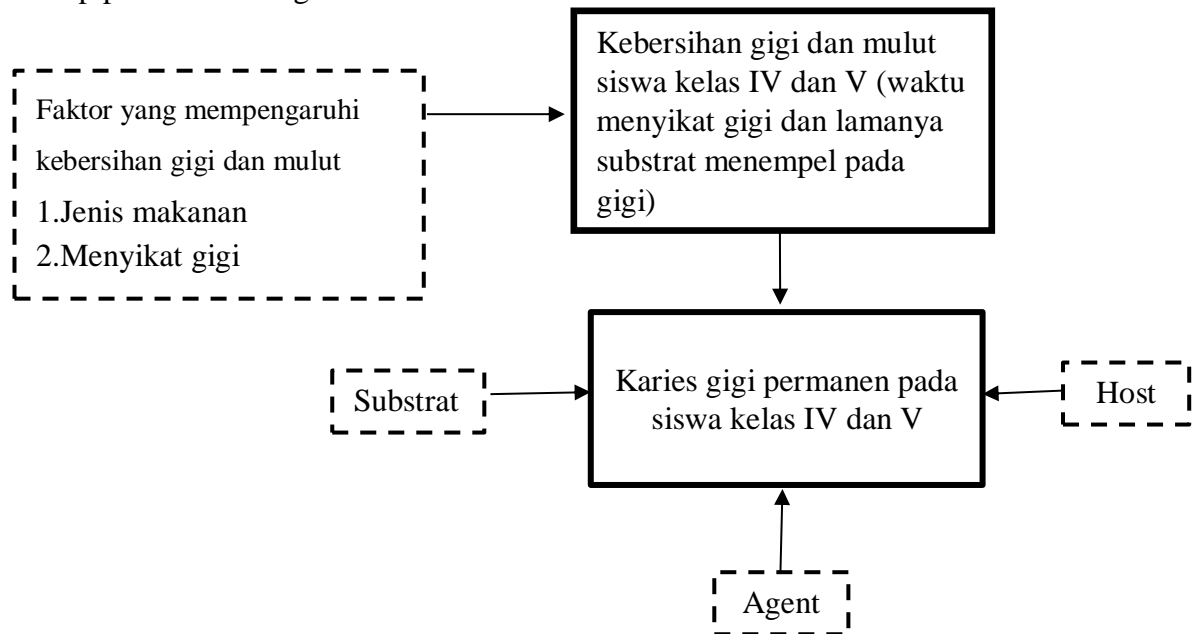 Kebersihan gigi dan mulut
siswa kelas IV dan V (waktu
menyikat gigi dan lamanya
substrat menempel pada
gigi)
Faktor yang mempengaruhi
kebersihan gigi dan mulut
1.Jenis makanan
2.Menyikat gigi
Karies gigi permanen pada
siswa kelas IV dan V
Substrat
Host
Agent